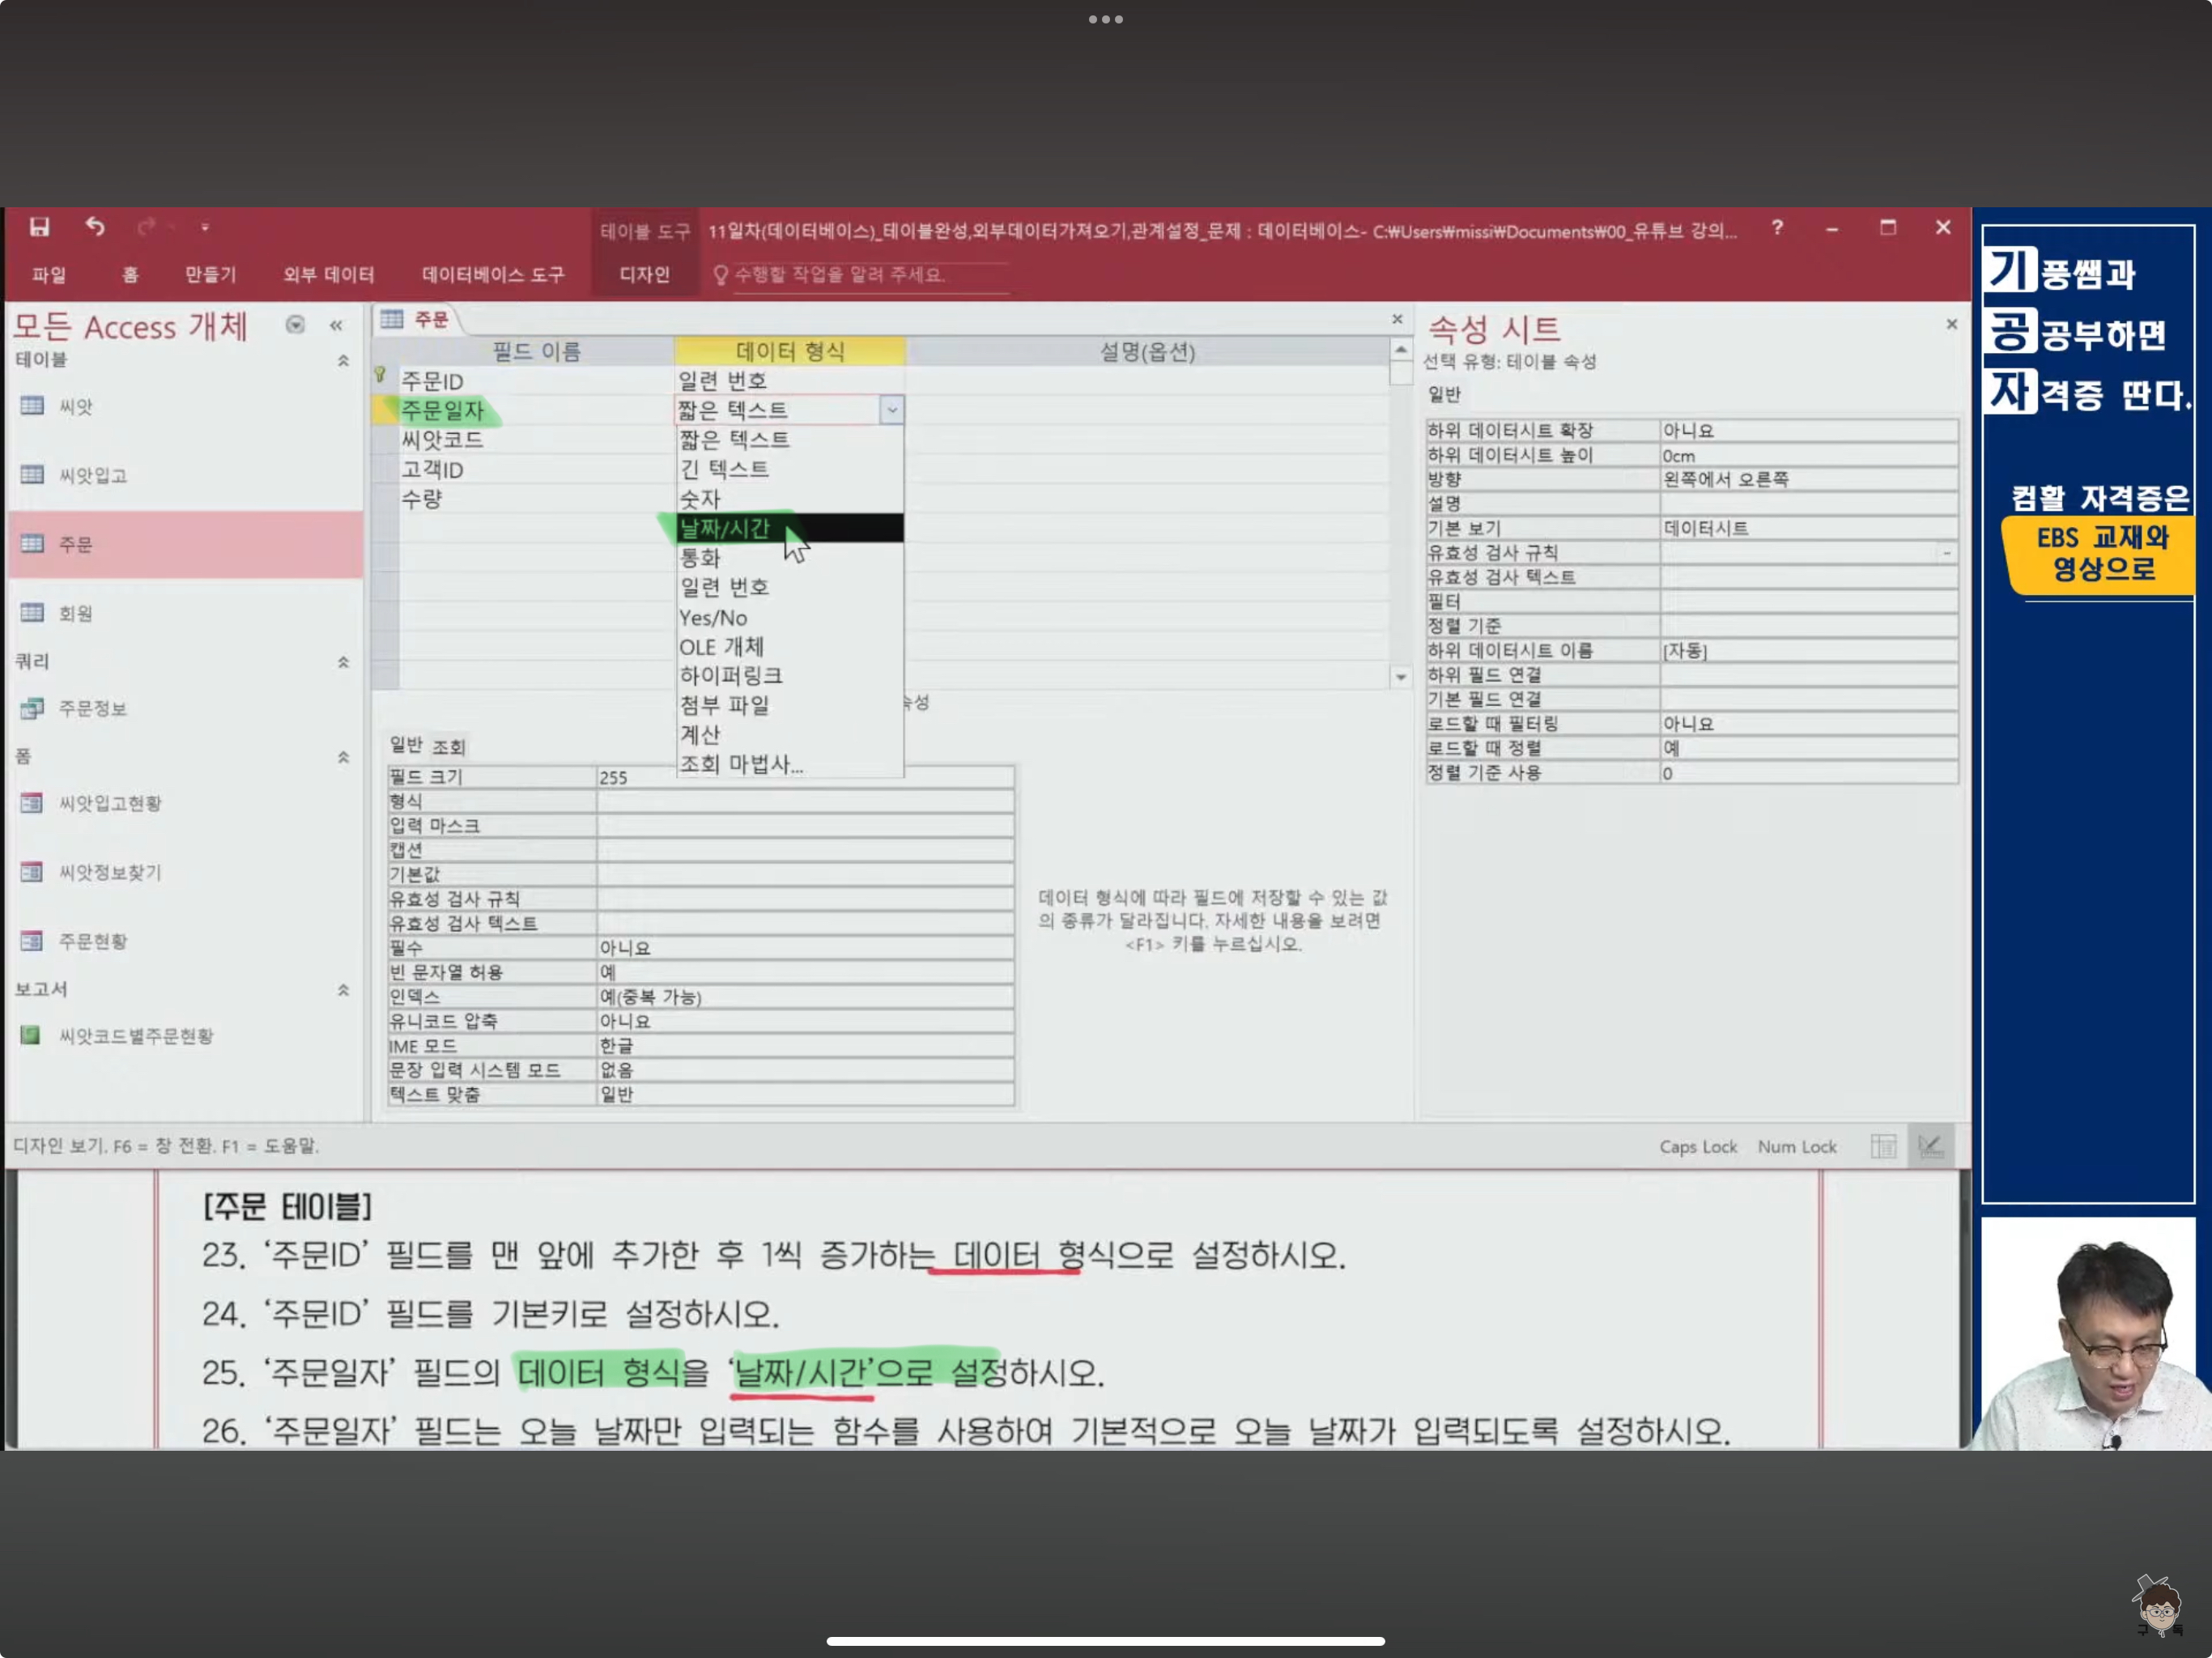 테이블 도구
11일차(데이터베이스)_테이블완성,외부데이터가져오기,관계설정_문제 : 데이터베이스- C:₩Users₩missi₩Documents₩00_유튜브 강의...
?
파일 홈 만들기 외부 데이터 데이터베이스 도구 디자인 수행할 작업을 알려 주세요.
모든 Access 개체
테이블
씨앗
씨앗입고
주문
회원
쿼리
주문정보
폼
씨앗입고현황
씨앗정보찾기
주문현황
보고서
씨앗코드별주문현황
주문
필드 이름 데이터 형식 설명(옵션)
주문ID 일련 번호
주문일자 짧은 텍스트
씨앗코드
고객ID
수량
짧은 텍스트
긴 텍스트
숫자
날짜/시간
통화
일련 번호
Yes/No
OLE 개체
하이퍼링크
첨부 파일
계산
조회 마법사...
속성
일반 조회
필드 크기 255
형식
입력 마스크
캡션
기본값
유효성 검사 규칙
유효성 검사 텍스트
필수 아니요
빈 문자열 허용 예
인덱스 예(중복 가능)
유니코드 압축 아니요
IME 모드 한글
문장 입력 시스템 모드 없음
텍스트 맞춤 일반
데이터 형식에 따라 필드에 저장할 수 있는 값
의 종류가 달라집니다. 자세한 내용을 보려면
<F1> 키를 누르십시오.
속성 시트
선택 유형: 테이블 속성
일반
하위 데이터시트 확장 아니요
하위 데이터시트 높이 0cm
방향 왼쪽에서 오른쪽
설명
기본 보기 데이터시트
유효성 검사 규칙
유효성 검사 텍스트
필터
정렬 기준
하위 데이터시트 이름 [자동]
하위 필드 연결
기본 필드 연결
로드할 때 필터링 아니요
로드할 때 정렬 예
정렬 기준 사용 0
디자인 보기. F6 = 창 전환. F1 = 도움말.
Caps Lock Num Lock
[주문 테이블]
23. ‘주문ID’ 필드를 맨 앞에 추가한 후 1씩 증가하는 데이터 형식으로 설정하시오.
24. ‘주문ID’ 필드를 기본키로 설정하시오.
25. ‘주문일자’ 필드의 데이터 형식을 ‘날짜/시간’으로 설정하시오.
26. ‘주문일자’ 필드는 오늘 날짜만 입력되는 함수를 사용하여 기본적으로 오늘 날짜가 입력되도록 설정하시오.
기풍쌤과
공공부하면
자격증 딴다.
컴활 자격증은
EBS 교재와
영상으로
구독